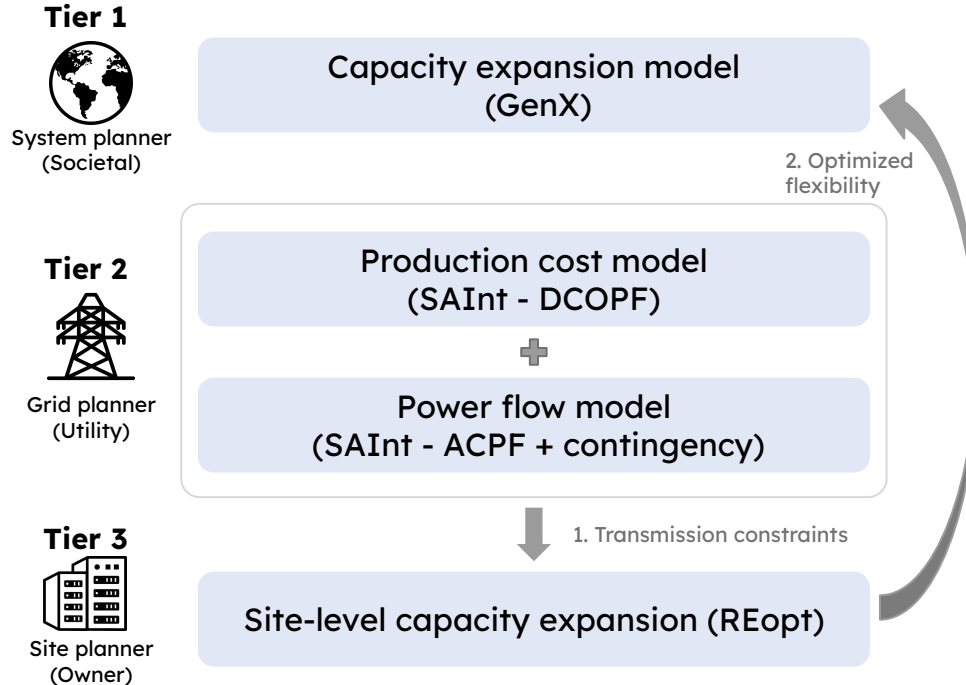 Tier 1
System planner
(Societal)
Capacity expansion model
(GenX)
2. Optimized
flexibility
Tier 2
Grid planner
(Utility)
Production cost model
(SAInt - DCOPF)
Power flow model
(SAInt - ACPF + contingency)
1. Transmission constraints
Tier 3
Site planner
(Owner)
Site-level capacity expansion (REopt)